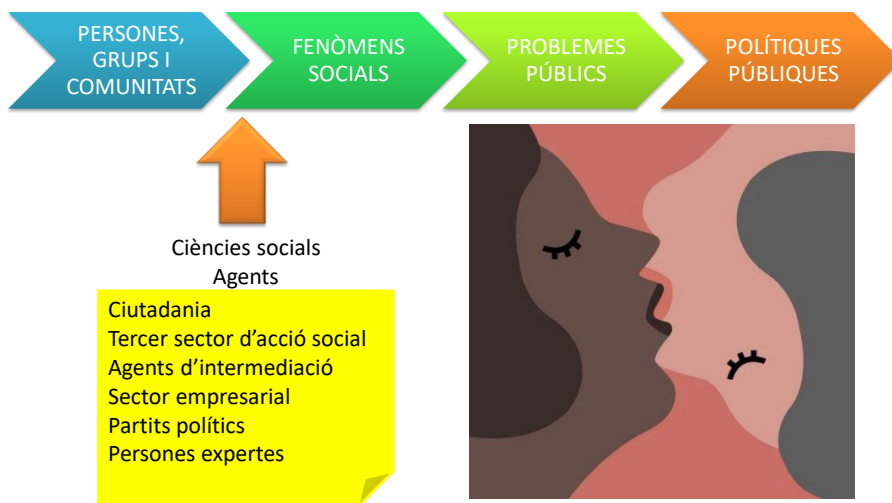 PERSONES,
GRUPS I
COMUNITATS
FENÒMENS
SOCIALS
PROBLEMES
PÚBLICS
POLÍTIQUES
PÚBLIQUES
Ciències socials
Agents
Ciutadania
Tercer sector d'acció social
Agents d'intermediació
Sector empresarial
Partits polítics
Persones expertes